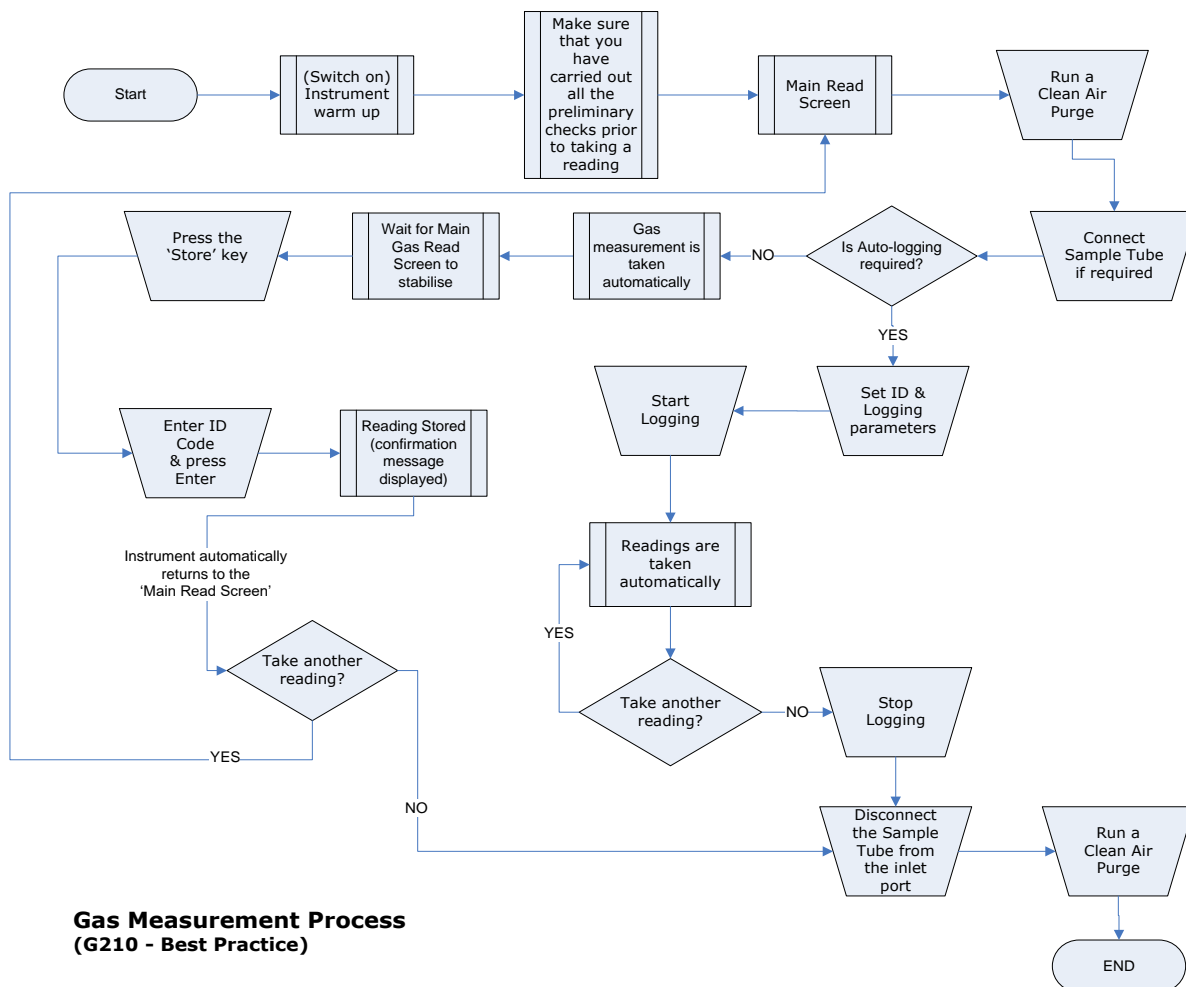 Start
(Switch on)
Instrument
warm up
Make sure
that you
have
carried out
all the
preliminary
checks prior
to taking a
reading
Main Read
Screen
Run a
Clean Air
Purge
Connect
Sample Tube
if required
Is Auto-logging
required?
NO
Gas
measurement is
taken
automatically
Wait for Main
Gas Read
Screen to
stabilise
Press the
‘Store’ key
Enter ID
Code
& press
Enter
Reading Stored
(confirmation
message
displayed)
Instrument automatically
returns to the
‘Main Read Screen’
Take another
reading?
YES
NO
YES
Set ID &
Logging
parameters
Start
Logging
Readings are
taken
automatically
YES
Take another
reading?
NO
Stop
Logging
Disconnect
the Sample
Tube from
the inlet
port
Run a
Clean Air
Purge
END
Gas Measurement Process
(G210 - Best Practice)